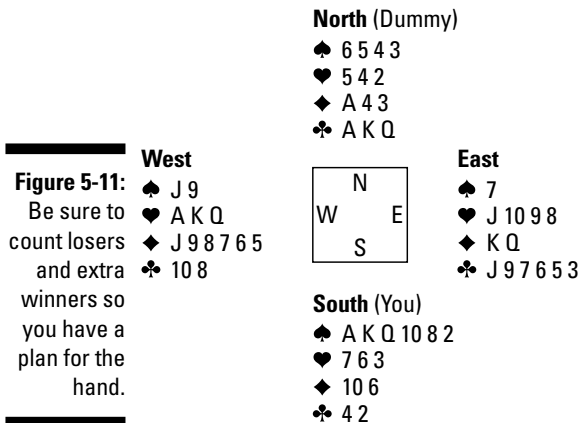 North (Dummy)
♠ 6 5 4 3
♥ 5 4 2
♦ A 4 3
♣ A K Q
West
♠ J 9
♥ A K Q
♦ J 9 8 7 6 5
♣ 10 8
N
W E
S
East
♠ 7
♥ J 10 9 8
♦ K Q
♣ J 9 7 6 5 3
South (You)
♠ A K Q 10 8 2
♥ 7 6 3
♦ 10 6
♣ 4 2
Figure 5-11:
Be sure to
count losers
and extra
winners so
you have a
plan for the
hand.